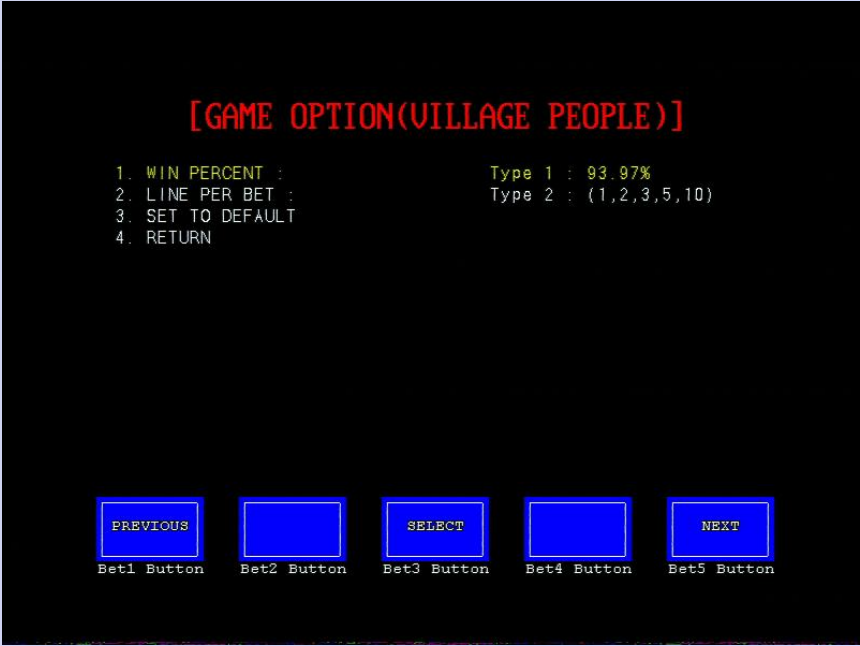 [GAME OPTION(VILLAGE PEOPLE)]
1. WIN PERCENT : Type 1 : 93.97%
2. LINE PER BET : Type 2 : (1,2,3,5,10)
3. SET TO DEFAULT
4. RETURN
PREVIOUS SELECT NEXT
Bet1 Button Bet2 Button Bet3 Button Bet4 Button Bet5 Button